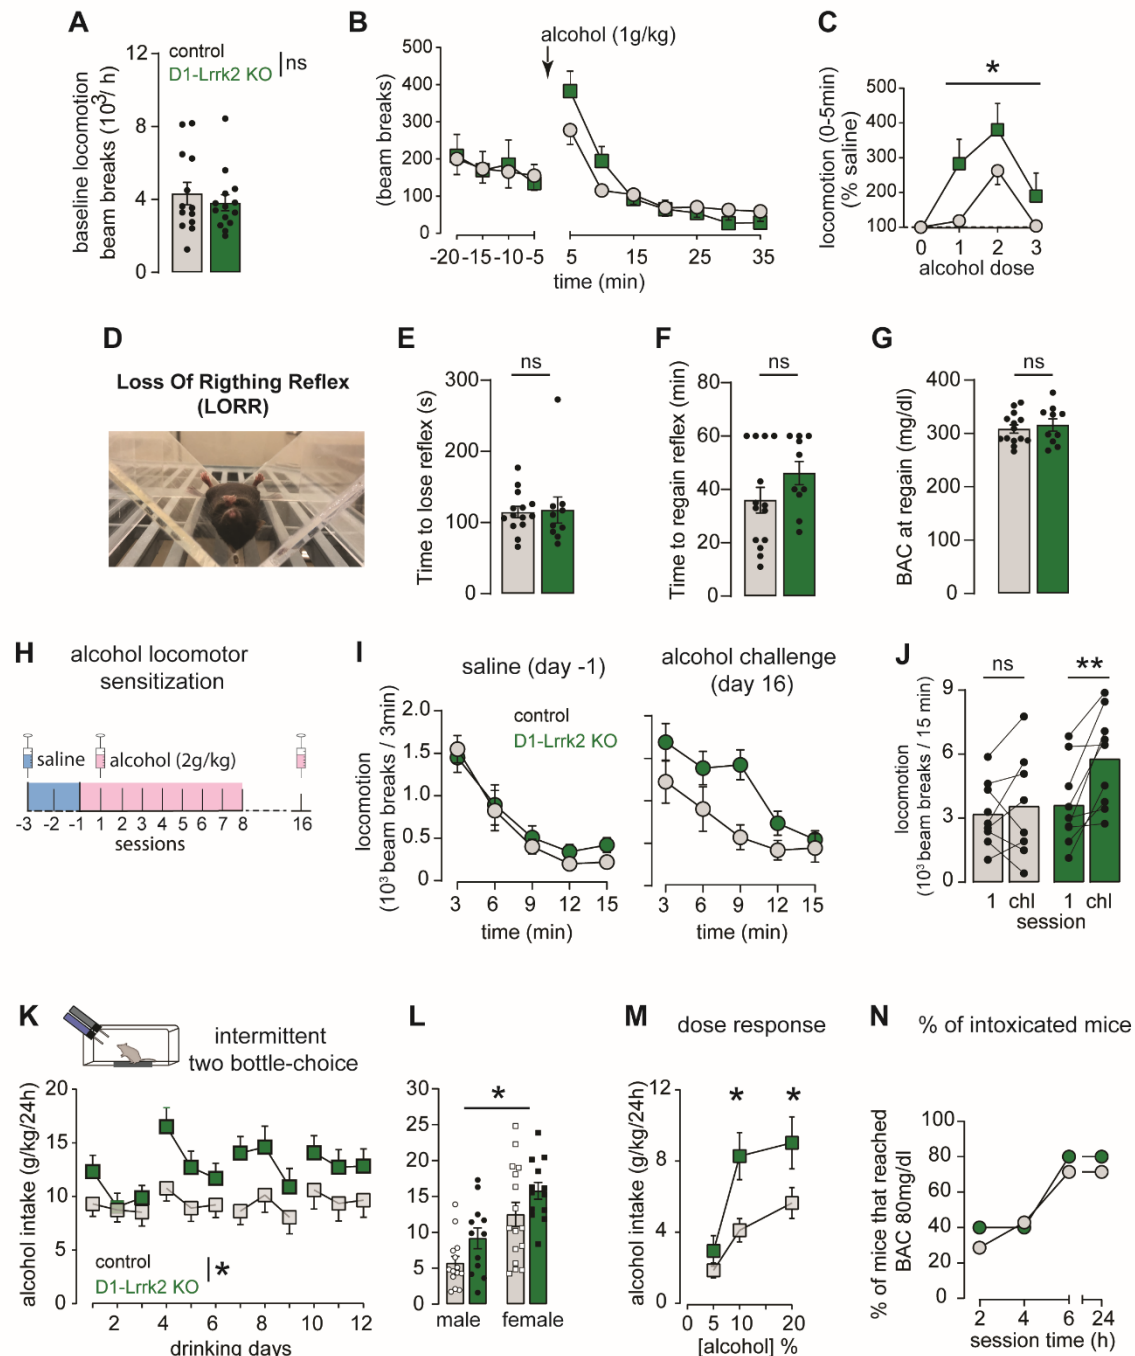 A
baseline locomotion
beam breaks (10³/ h)
12
8
4
0
control
D1-Lrrk2 KO
ns
B
alcohol (1g/kg)
(beam breaks)
500
400
300
200
100
0
-20 -15 -10 -5
5 15 25 35
time (min)
C
*
locomotion (0-5min)
(% saline)
500
400
300
200
100
0 1 2 3
alcohol dose
D
Loss Of Rigthing Reflex
(LORR)
E
ns
Time to lose reflex (s)
300
200
100
0
F
ns
Time to regain reflex (min)
80
60
40
20
0
G
ns
BAC at regain (mg/dl)
400
300
100
0
H
alcohol locomotor
sensitization
saline
alcohol (2g/kg)
-3 -2 -1 1 2 3 4 5 6 7 8 16
sessions
I
saline (day -1)
control
D1-Lrrk2 KO
locomotion
(10³ beam breaks / 3min)
2.0
1.5
1.0
0.5
0
3 6 9 12 15
time (min)
alcohol challenge
(day 16)
3 6 9 12 15
time (min)
J
ns
**
locomotion
(10³ beam breaks / 15 min)
9
6
3
0
1 chl 1 chl
session
K
intermittent
two bottle-choice
alcohol intake (g/kg/24h)
20
15
10
5
0
control
D1-Lrrk2 KO
*
2 4 6 8 10 12
drinking days
L
*
30
25
20
15
10
5
0
male female
M
dose response
* *
alcohol intake (g/kg/24h)
12
8
4
0
0 5 10 20
[alcohol] %
N
% of intoxicated mice
% of mice that reached
BAC 80mg/dl
100
80
60
40
20
0
2 4 6 24
session time (h)